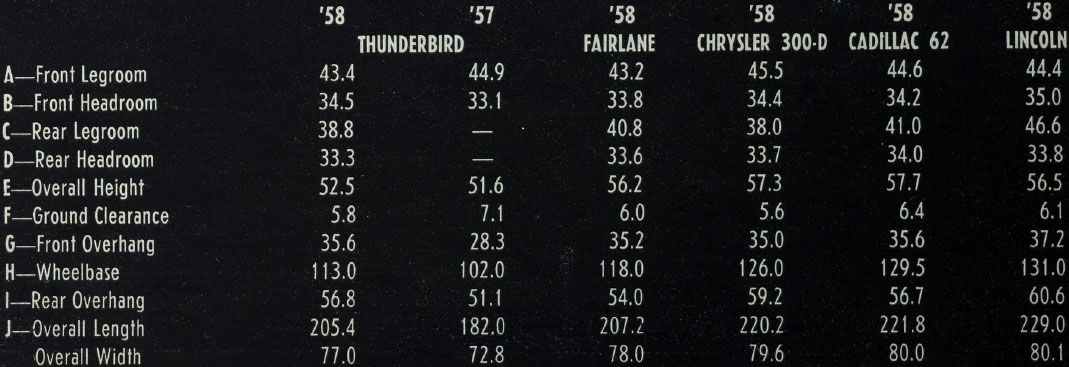 '58 '57 '58 '58 '58 '58
THUNDERBIRD FAIRLANE CHRYSLER 300-D CADILLAC 62 LINCOLN
A—Front Legroom 43.4 44.9 43.2 45.5 44.6 44.4
B—Front Headroom 34.5 33.1 33.8 34.4 34.2 35.0
C—Rear Legroom 38.8 — 40.8 38.0 41.0 46.6
D—Rear Headroom 33.3 — 33.6 33.7 34.0 33.8
E—Overall Height 52.5 51.6 56.2 57.3 57.7 56.5
F—Ground Clearance 5.8 7.1 6.0 5.6 6.4 6.1
G—Front Overhang 35.6 28.3 35.2 35.0 35.6 37.2
H—Wheelbase 113.0 102.0 118.0 126.0 129.5 131.0
I—Rear Overhang 56.8 51.1 54.0 59.2 56.7 60.6
J—Overall Length 205.4 182.0 207.2 220.2 221.8 229.0
Overall Width 77.0 72.8 78.0 79.6 80.0 80.1